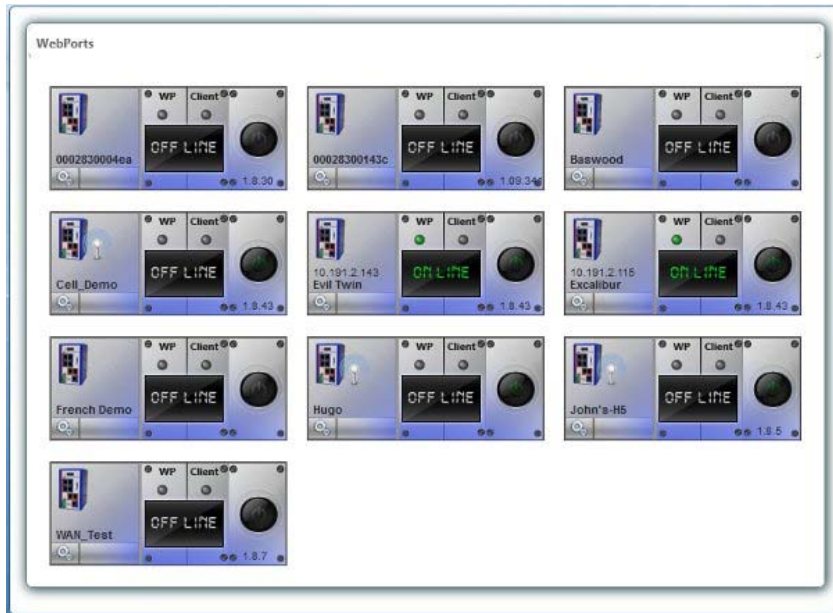 WebPorts
WP Client
OFF LINE
0002830004ea
1.8.30
WP Client
OFF LINE
00028300143c
WP Client
OFF LINE
Baswood
WP Client
OFF LINE
Cell_Demo
1.8.43
WP Client
10.191.2.143
ON LINE
Evil Twin
1.8.43
WP Client
10.191.2.115
ON LINE
Excalibur
1.8.43
WP Client
OFF LINE
French Demo
WP Client
OFF LINE
Hugo
WP Client
OFF LINE
John's-H5
1.8.5
WP Client
OFF LINE
WAN_Test
1.8.7